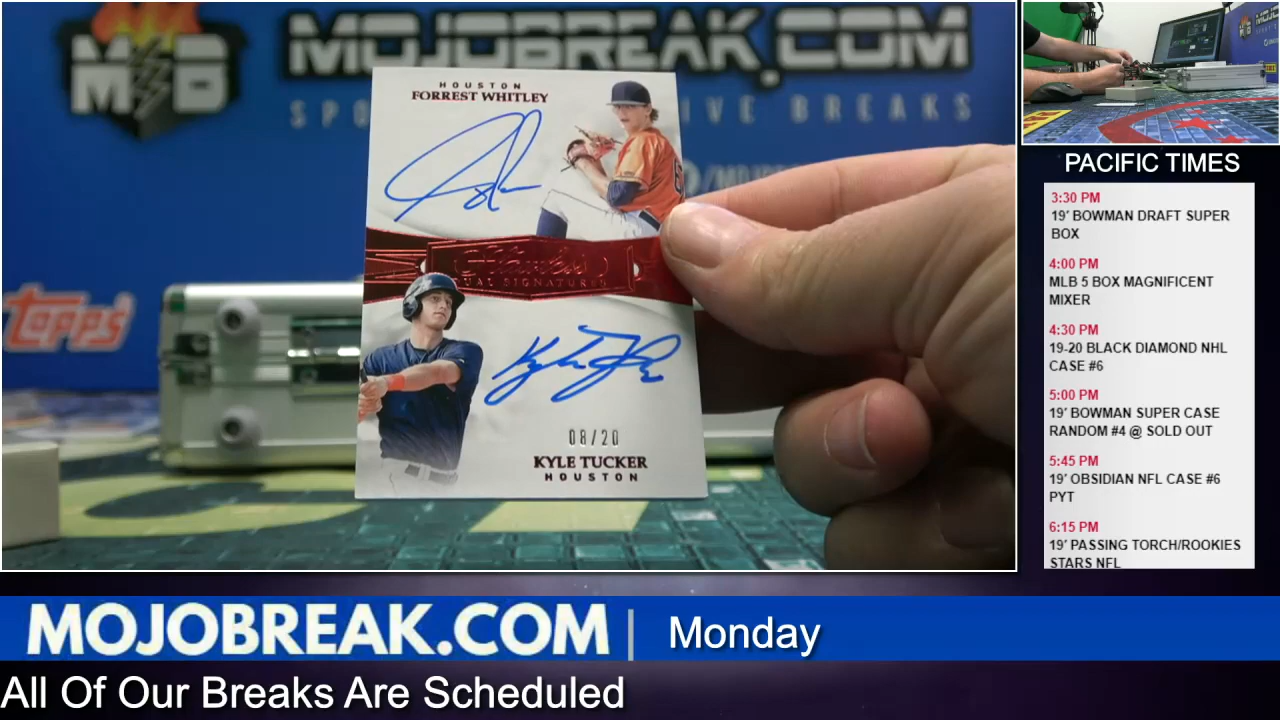 MOJOBREAK.COM
MB
HOUSTON
FORREST WHITLEY
DUAL SIGNATURES
08/20
KYLE TUCKER
HOUSTON
topps
PACIFIC TIMES
3:30 PM
19' BOWMAN DRAFT SUPER
BOX
4:00 PM
MLB 5 BOX MAGNIFICENT
MIXER
4:30 PM
19-20 BLACK DIAMOND NHL
CASE #6
5:00 PM
19' BOWMAN SUPER CASE
RANDOM #4 @ SOLD OUT
5:45 PM
19' OBSIDIAN NFL CASE #6
PYT
6:15 PM
19' PASSING TORCH/ROOKIES
STARS NFL
MOJOBREAK.COM | Monday
All Of Our Breaks Are Scheduled